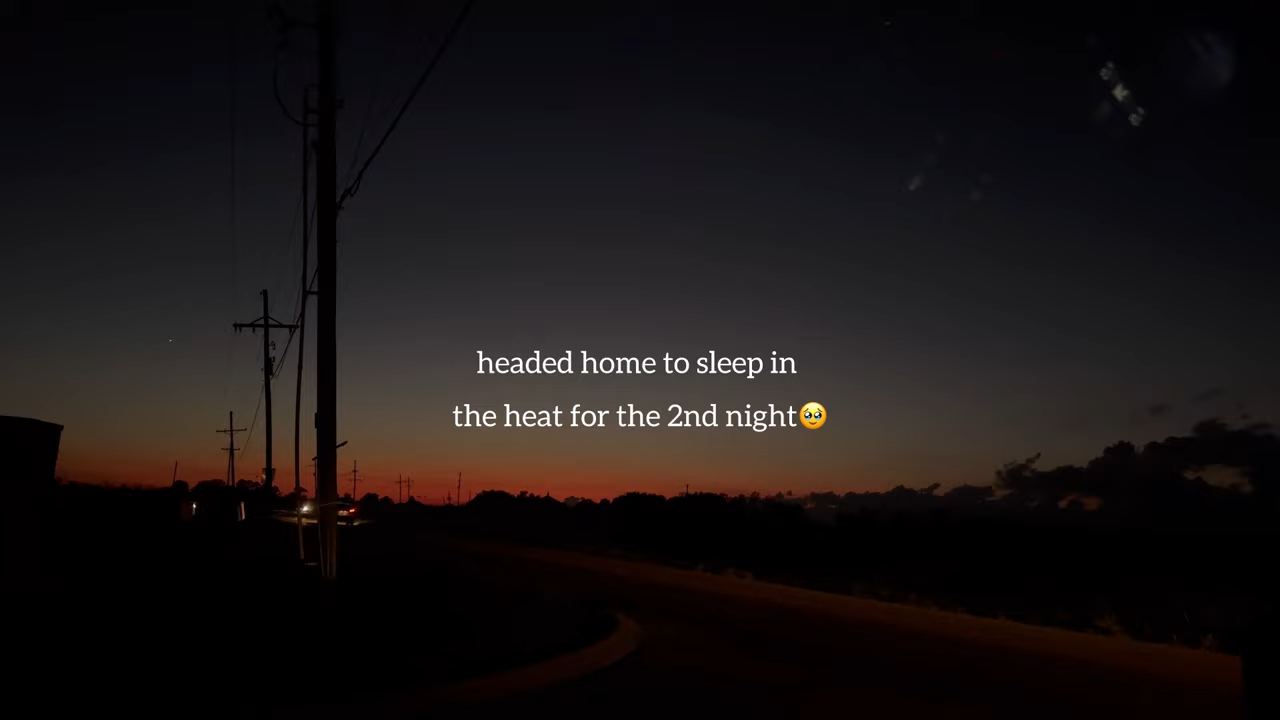 headed home to sleep in
the heat for the 2nd night🥹